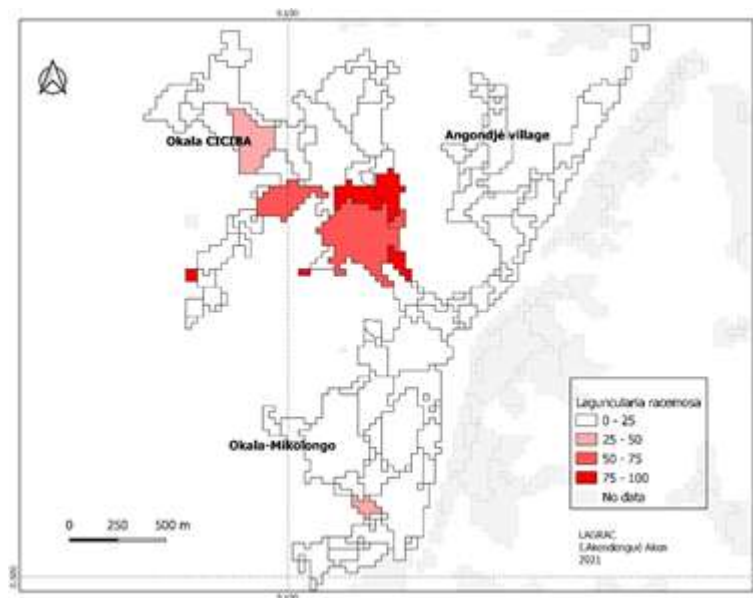 Okala CICIBA
Angondjé village
Okala-Mikolongo
Laguncularia racemosa
0 - 25
25 - 50
50 - 75
75 - 100
No data
0 250 500 m
LAGRAC
2021